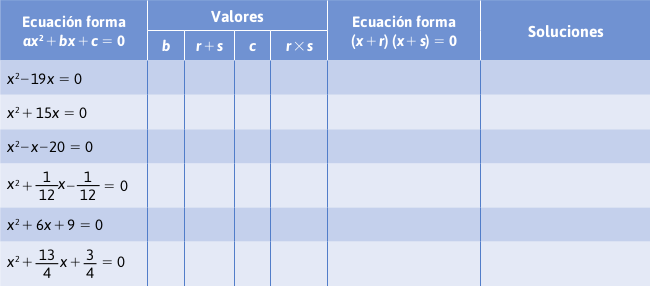 Ecuación forma
ax² + bx + c = 0
Valores
b r + s c r × s
Ecuación forma
(x + r) (x + s) = 0
Soluciones
x² – 19x = 0
x² + 15x = 0
x² – x – 20 = 0
x² + 1/12 x – 1/12 = 0
x² + 6x + 9 = 0
x² + 13/4 x + 3/4 = 0